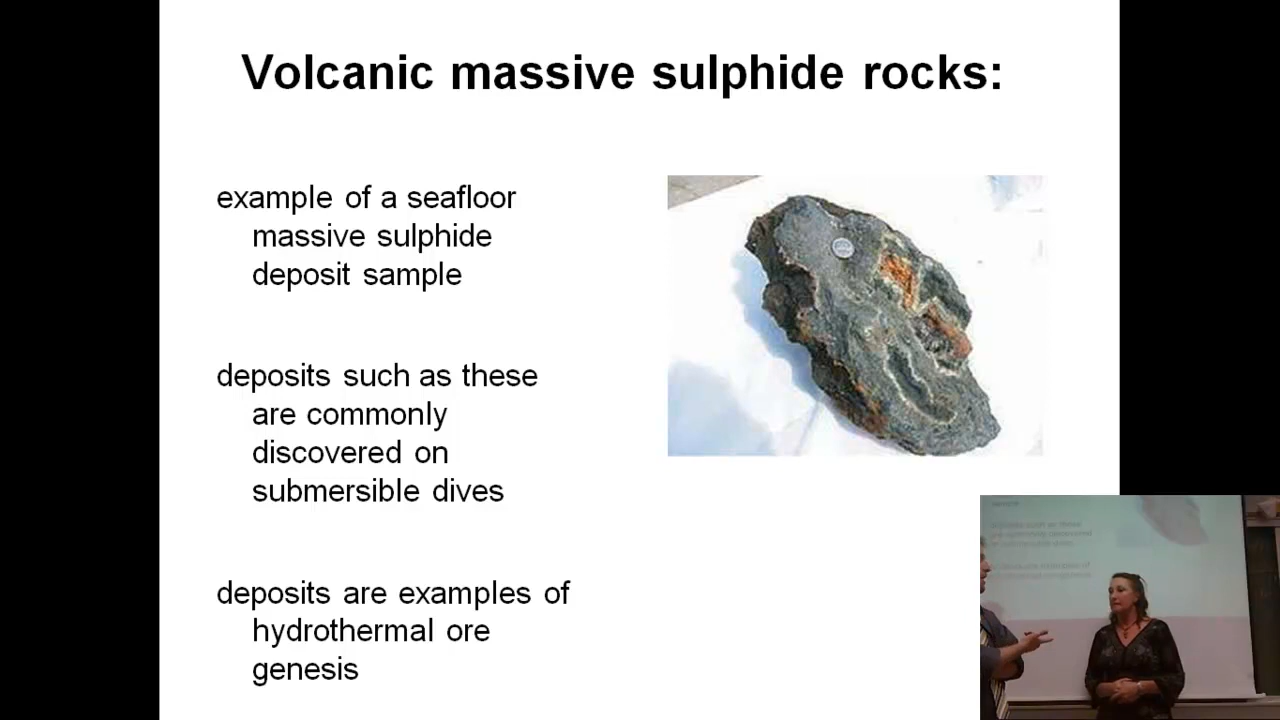 Volcanic massive sulphide rocks:
example of a seafloor
massive sulphide
deposit sample
deposits such as these
are commonly
discovered on
submersible dives
deposits are examples of
hydrothermal ore
genesis